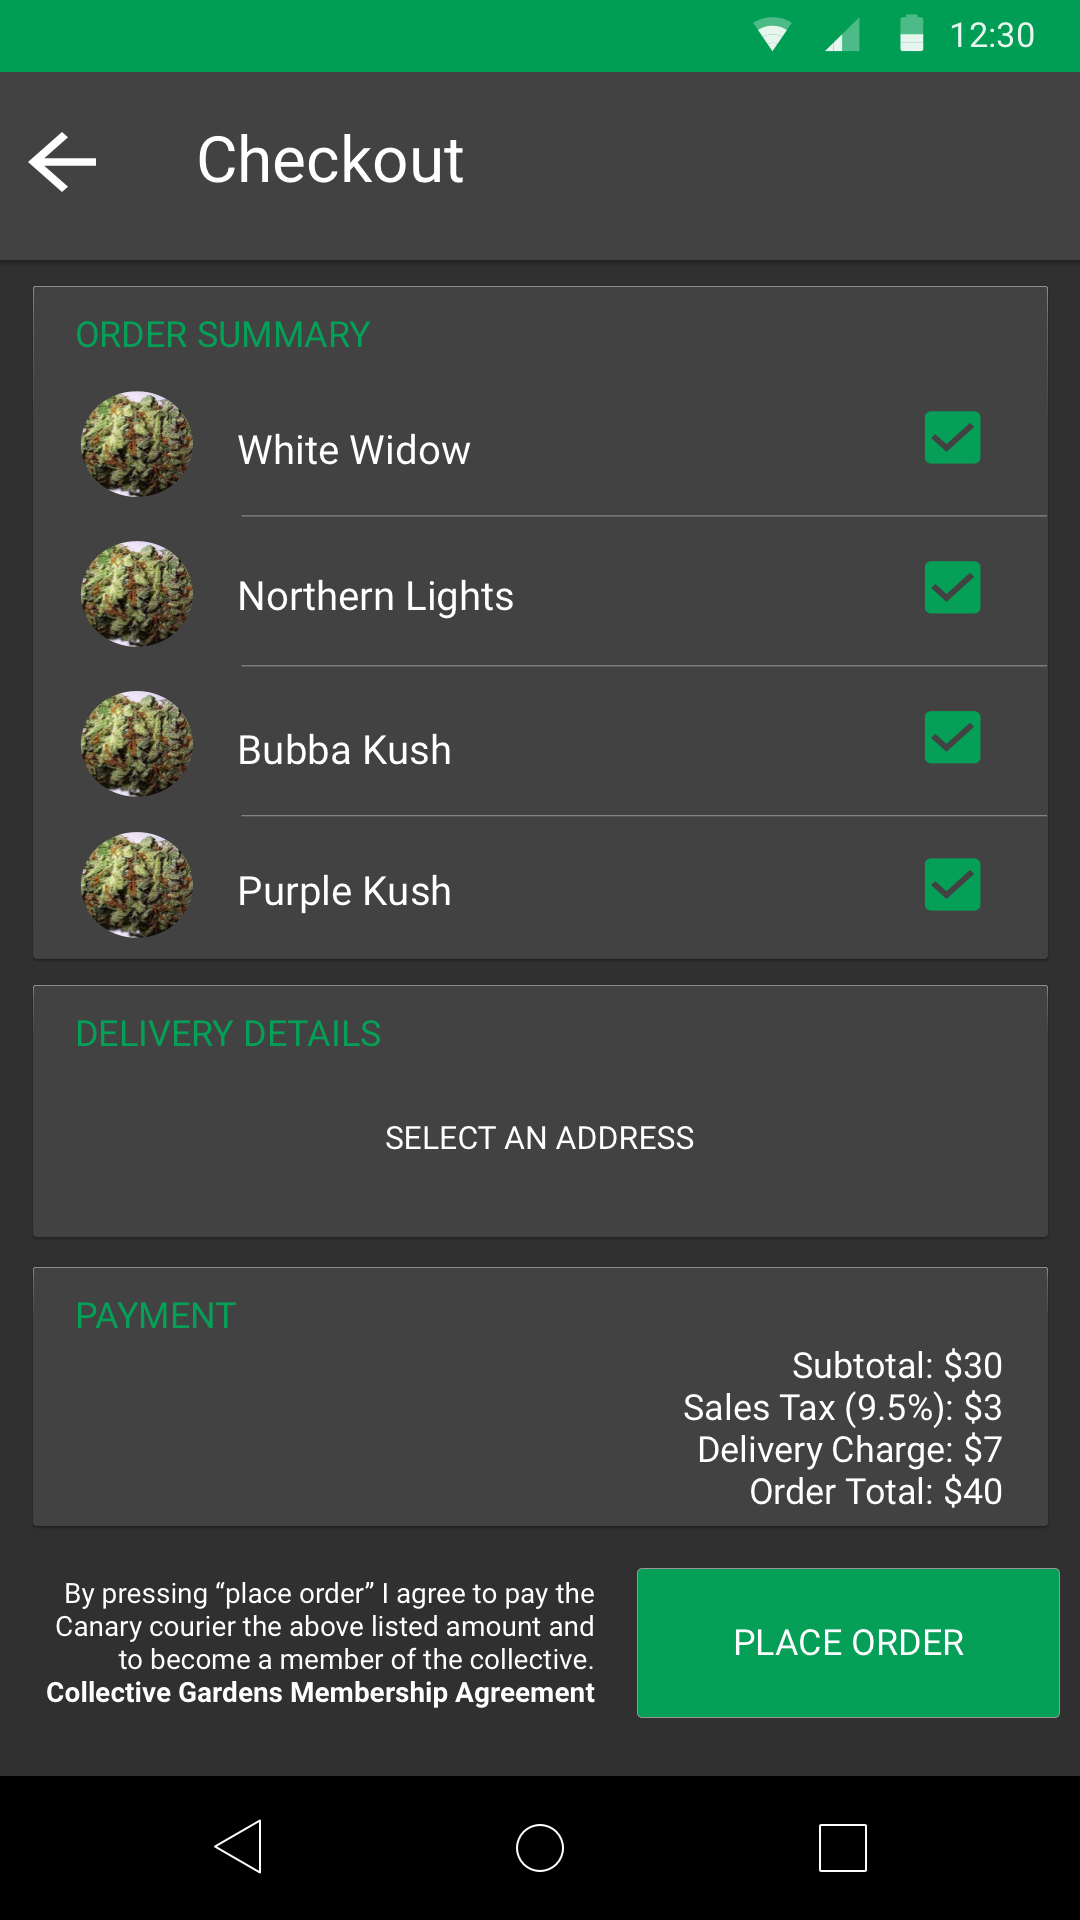 12:30
Checkout
ORDER SUMMARY
White Widow
Northern Lights
Bubba Kush
Purple Kush
DELIVERY DETAILS
SELECT AN ADDRESS
PAYMENT
Subtotal: $30
Sales Tax (9.5%): $3
Delivery Charge: $7
Order Total: $40
By pressing “place order” I agree to pay the
Canary courier the above listed amount and
to become a member of the collective.
Collective Gardens Membership Agreement
PLACE ORDER